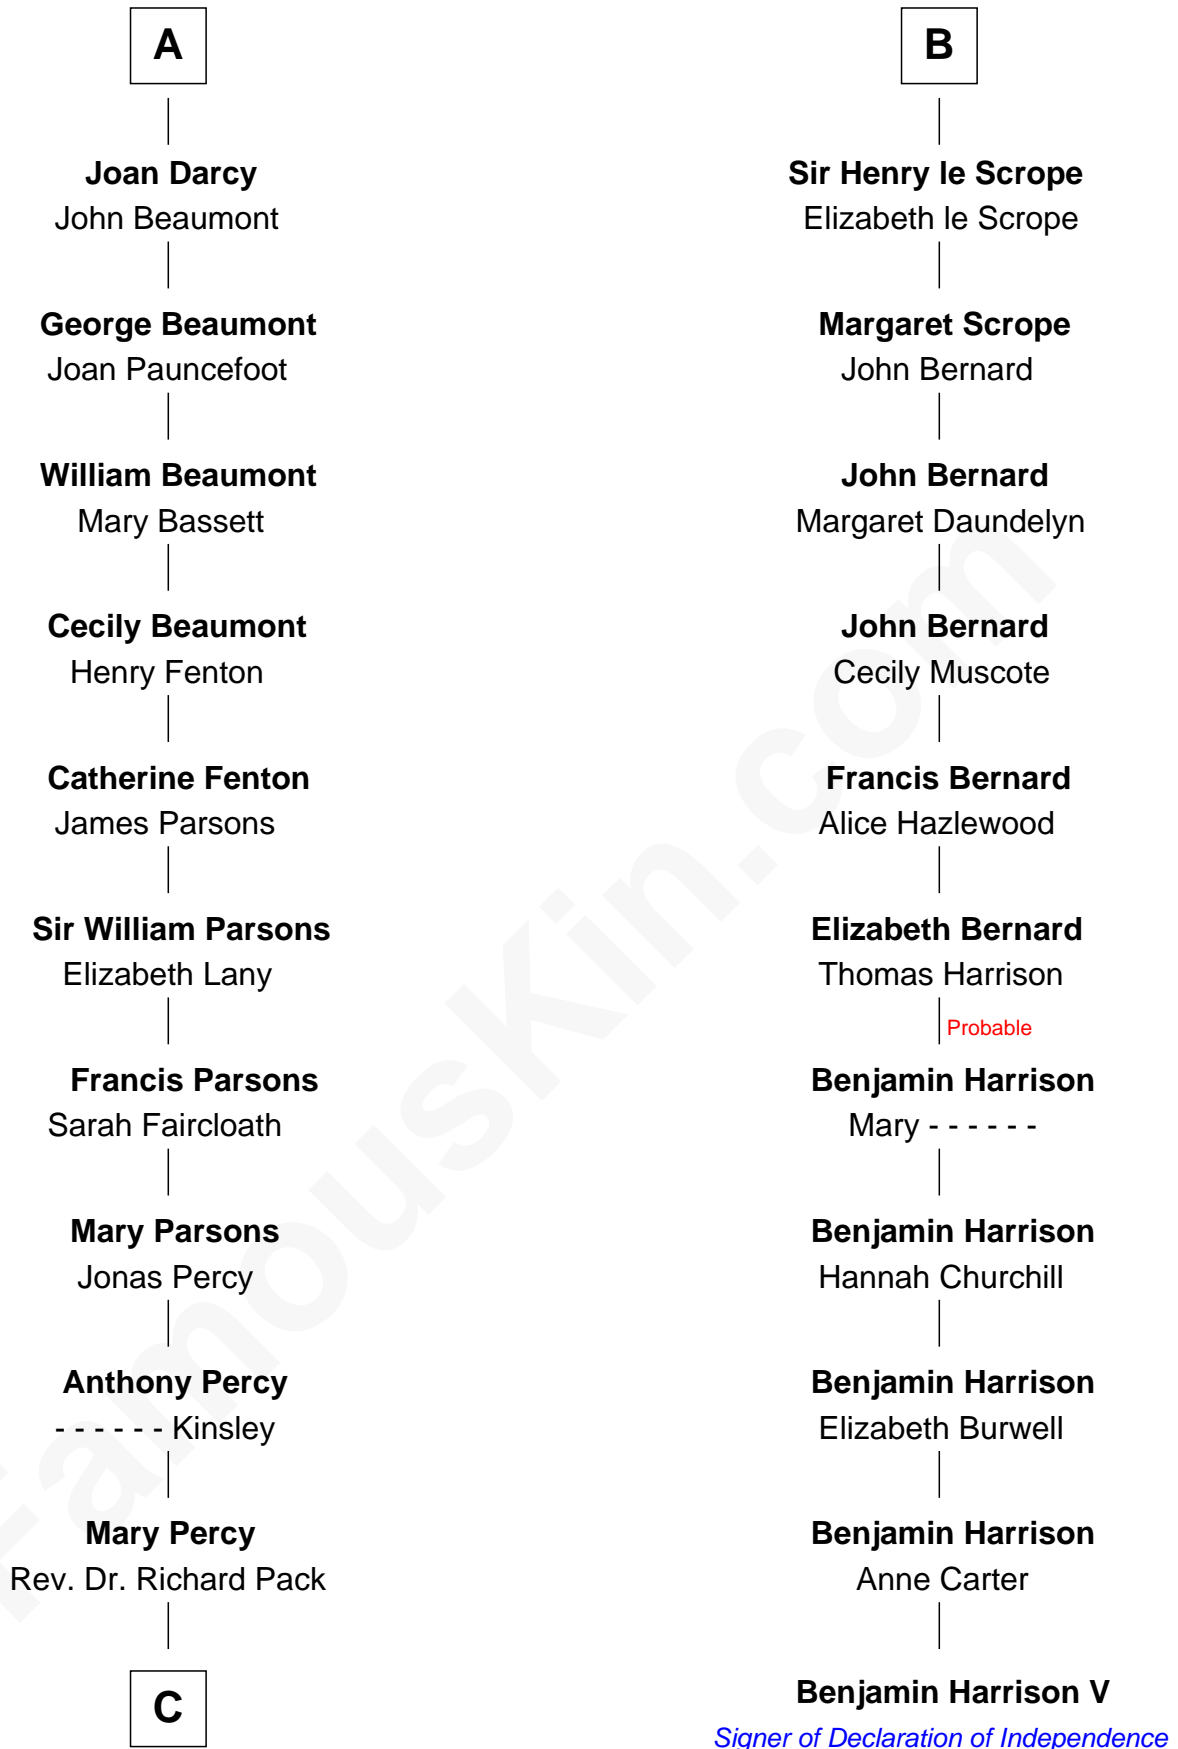 A
Joan Darcy
John Beaumont
George Beaumont
Joan Pauncefoot
William Beaumont
Mary Bassett
Cecily Beaumont
Henry Fenton
Catherine Fenton
James Parsons
Sir William Parsons
Elizabeth Lany
Francis Parsons
Sarah Faircloath
Mary Parsons
Jonas Percy
Anthony Percy
- - - - - - Kinsley
Mary Percy
Rev. Dr. Richard Pack
C
B
Sir Henry le Scrope
Elizabeth le Scrope
Margaret Scrope
John Bernard
John Bernard
Margaret Daundelyn
John Bernard
Cecily Muscote
Francis Bernard
Alice Hazlewood
Elizabeth Bernard
Thomas Harrison
Probable
Benjamin Harrison
Mary - - - - - -
Benjamin Harrison
Hannah Churchill
Benjamin Harrison
Elizabeth Burwell
Benjamin Harrison
Anne Carter
Benjamin Harrison V
Signer of Declaration of Independence
FamousKin.com